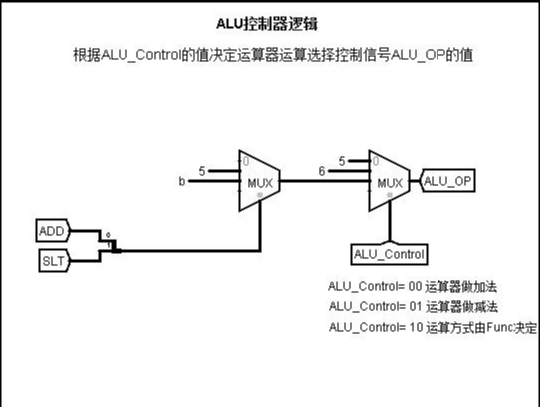 ALU控制器逻辑
根据ALU_Control的值决定运算器运算选择控制信号ALU_OP的值
0
5
b
MUX
0
5
6
MUX
ALU_OP
ADD
0
1
SLT
ALU_Control
ALU_Control= 00 运算器做加法
ALU_Control= 01 运算器做减法
ALU_Control= 10 运算方式由Func决定